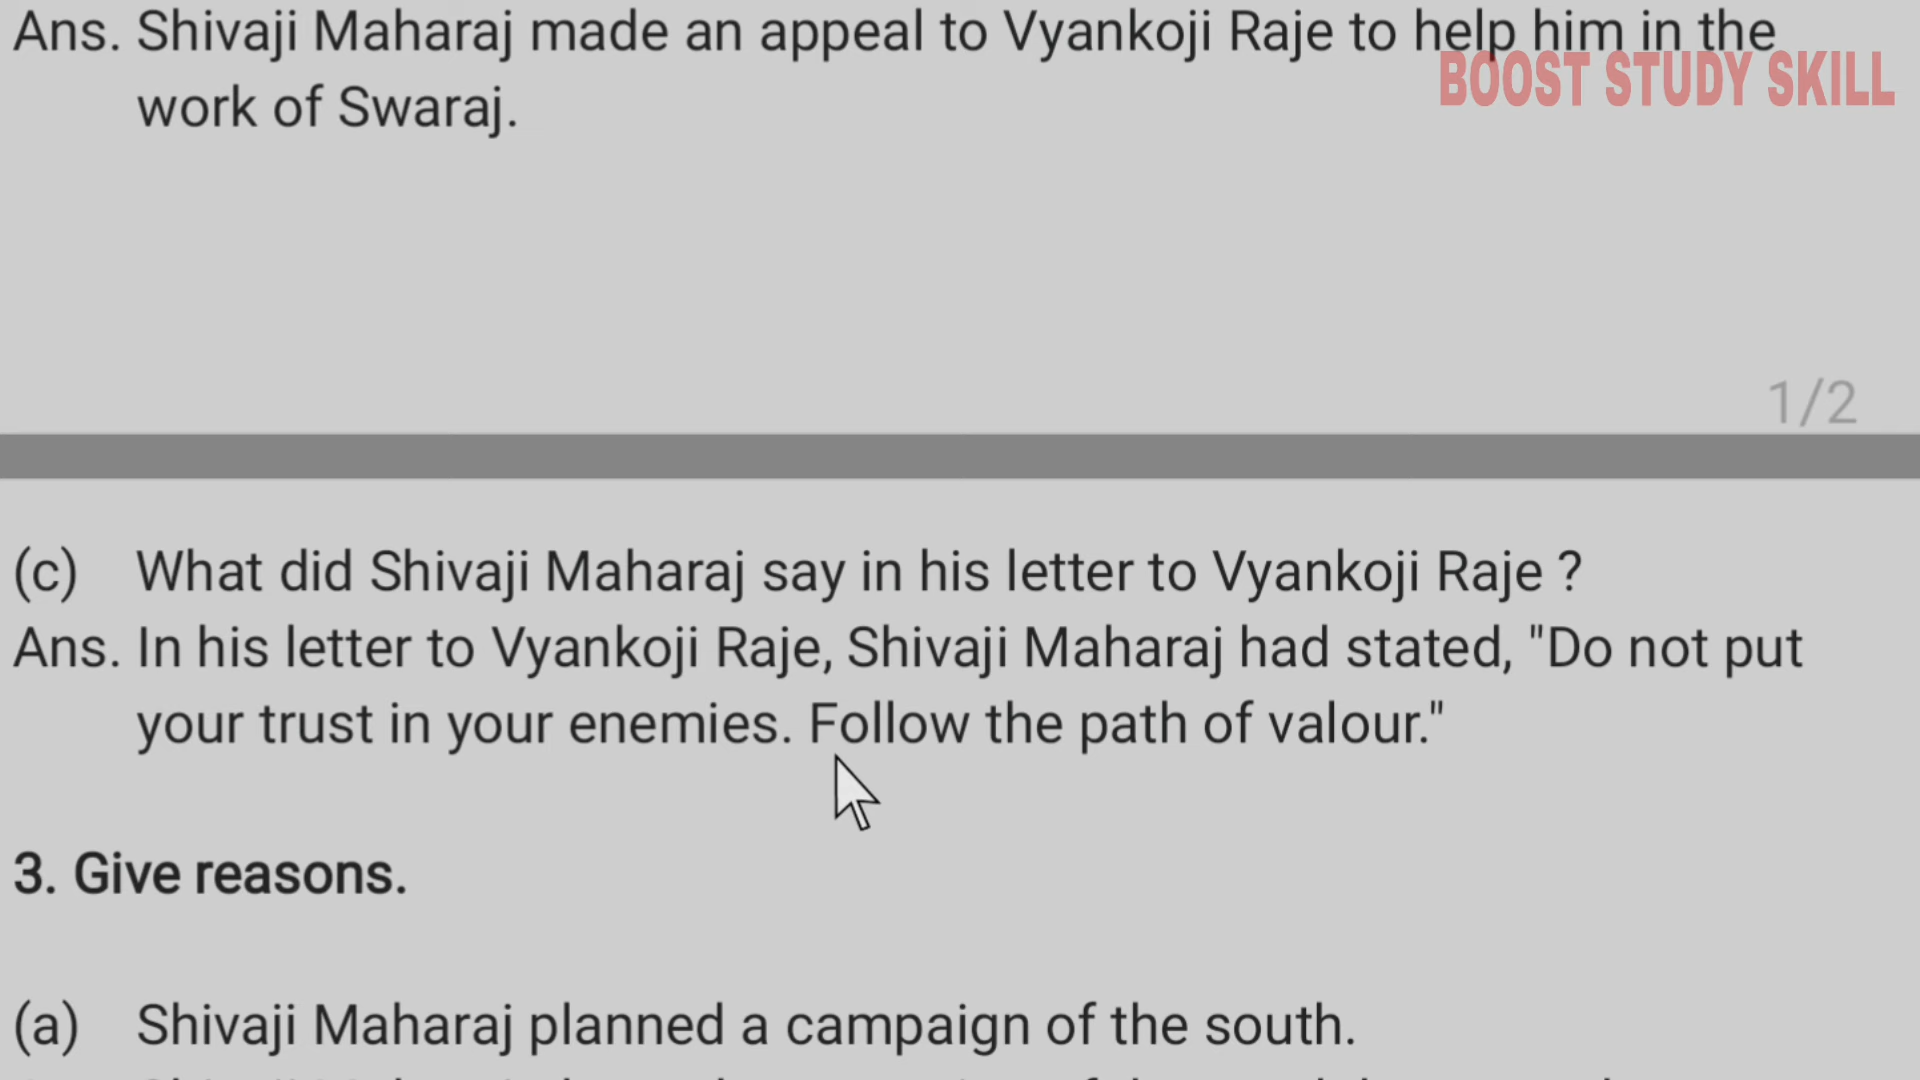 Ans. Shivaji Maharaj made an appeal to Vyankoji Raje to help him in the
BOOST STUDY SKILL
work of Swaraj.
1/2
(c) What did Shivaji Maharaj say in his letter to Vyankoji Raje ?
Ans. In his letter to Vyankoji Raje, Shivaji Maharaj had stated, "Do not put
your trust in your enemies. Follow the path of valour."
3. Give reasons.
(a) Shivaji Maharaj planned a campaign of the south.